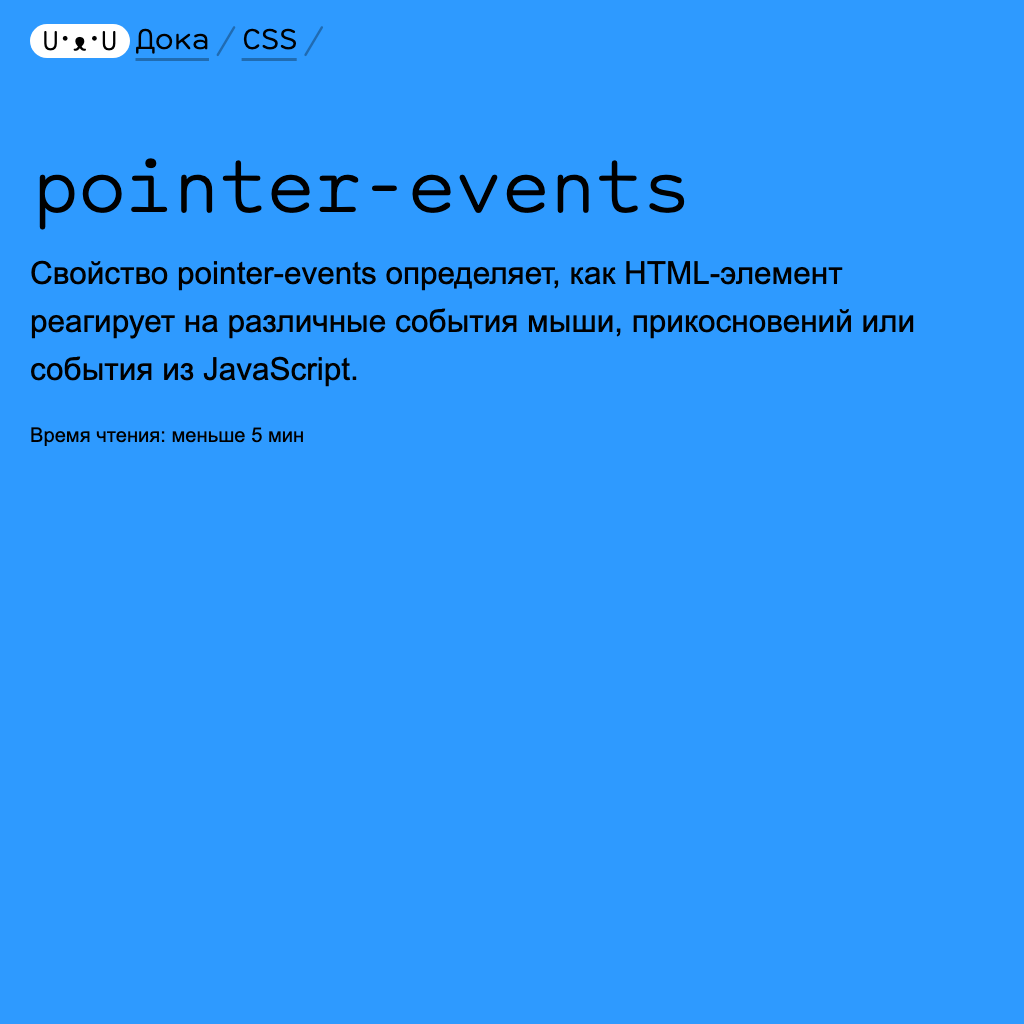 U•ᴥ•U Дока / CSS /
pointer-events
Свойство pointer-events определяет, как HTML-элемент
реагирует на различные события мыши, прикосновений или
события из JavaScript.
Время чтения: меньше 5 мин